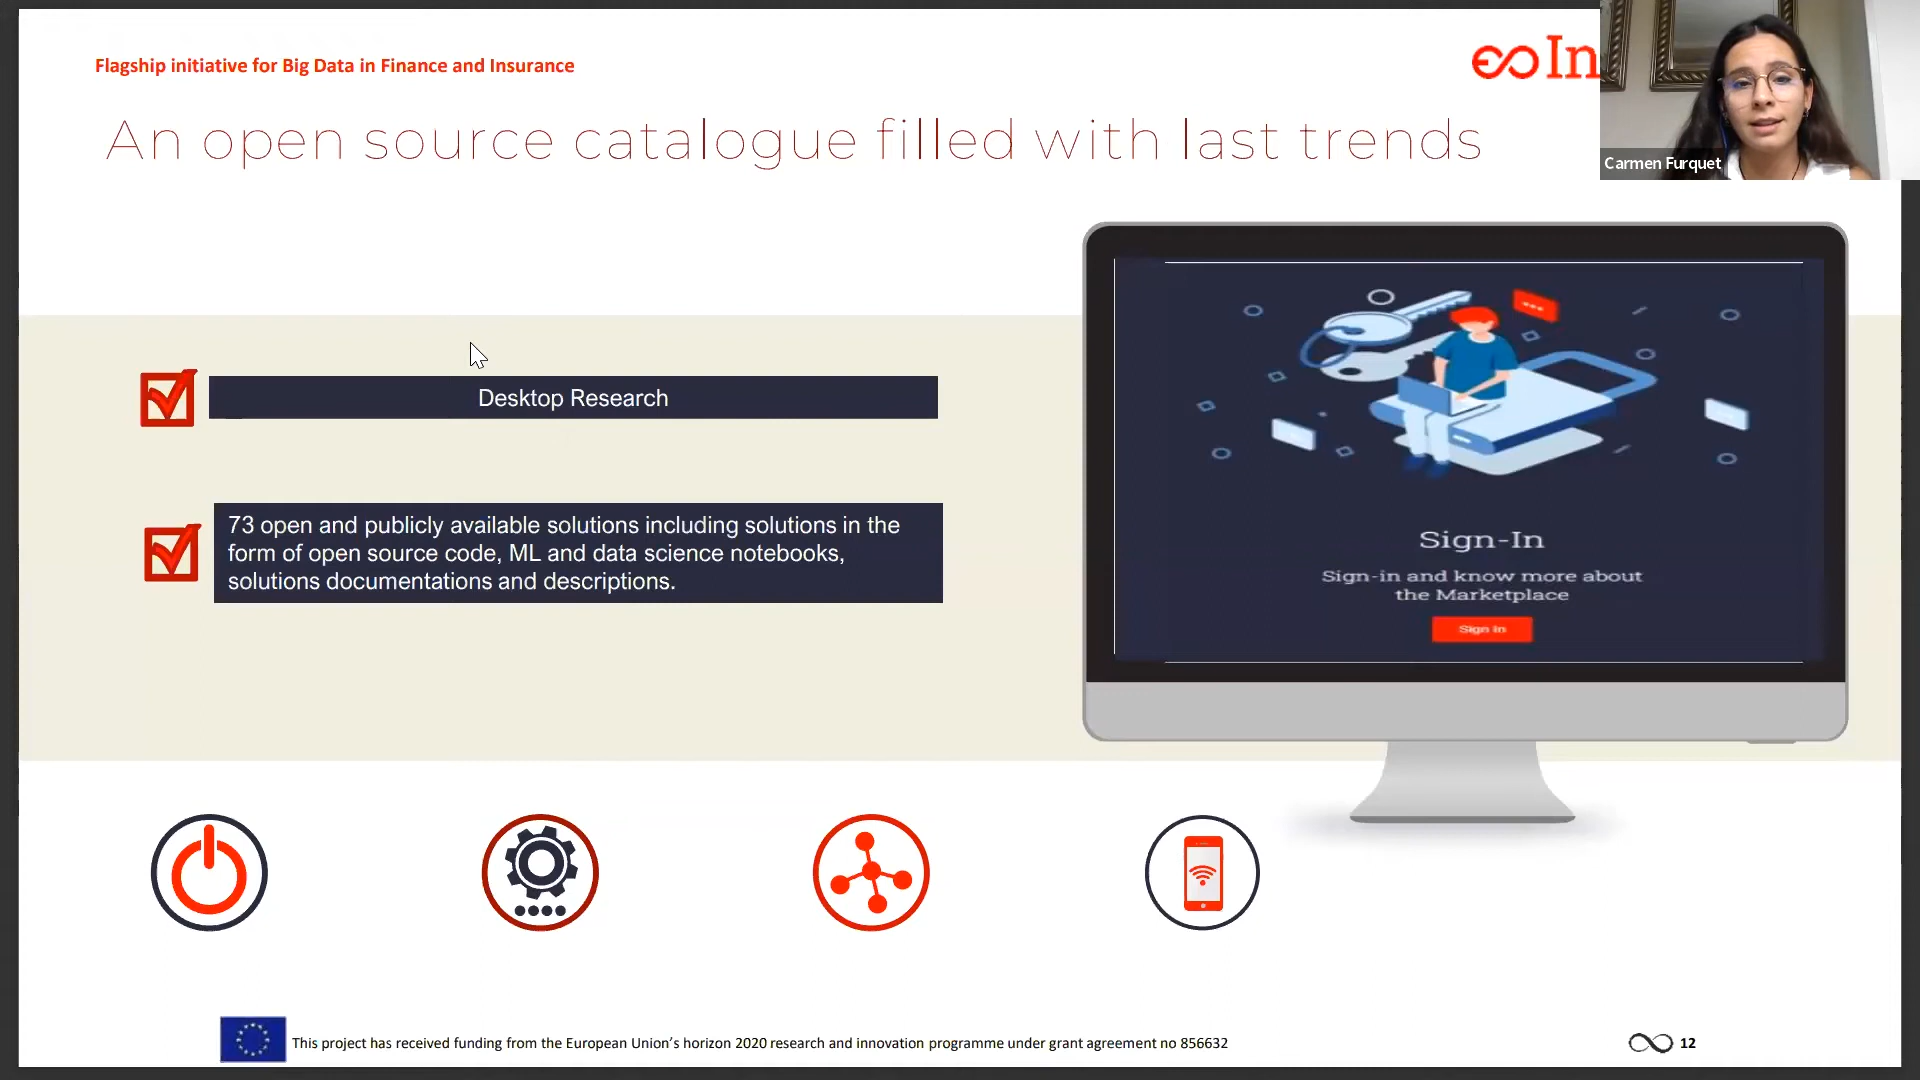 Flagship initiative for Big Data in Finance and Insurance
In
An open source catalogue filled with last trends
Carmen Furquet
Desktop Research
73 open and publicly available solutions including solutions in the
form of open source code, ML and data science notebooks,
solutions documentations and descriptions.
Sign-In
Sign-in and know more about
the Marketplace
Sign In
This project has received funding from the European Union’s horizon 2020 research and innovation programme under grant agreement no 856632
12